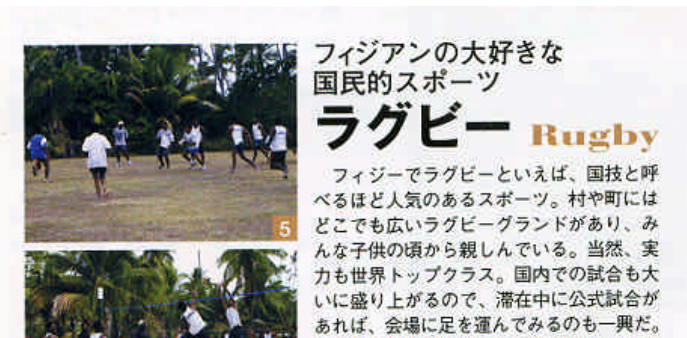 フィジアンの大好きな
国民的スポーツ
ラグビー Rugby
フィジーでラグビーといえば、国技と呼
べるほど人気のあるスポーツ。村や町には
どこでも広いラグビーグランドがあり、み
んな子供の頃から親しんでいる。当然、実
力も世界トップクラス。国内での試合も大
いに盛り上がるので、滞在中に公式試合が
あれば、会場に足を運んでみるのも一興だ。
5